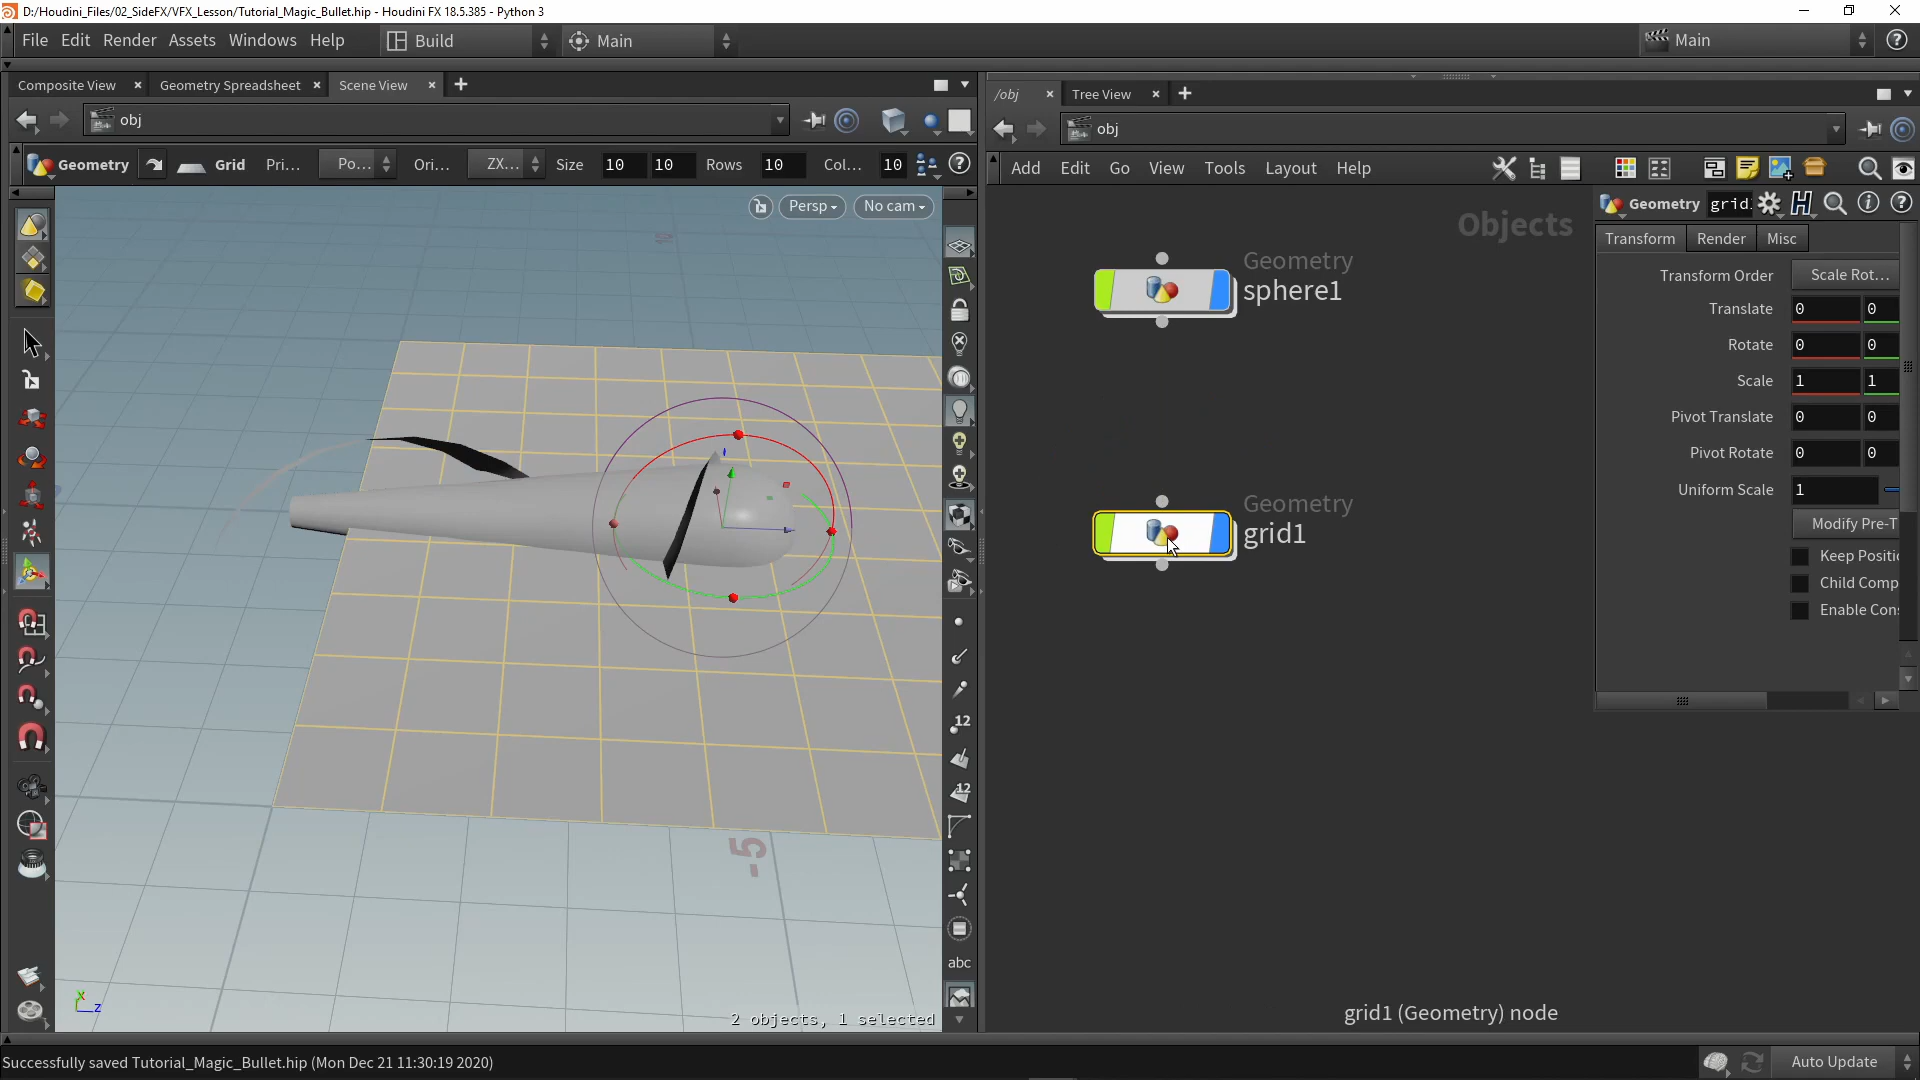 D:/Houdini_Files/02_SideFX/VFX_Lesson/Tutorial_Magic_Bullet.hip - Houdini FX 18.5.385 - Python 3
File Edit Render Assets Windows Help Build Main Main
Composite View Geometry Spreadsheet Scene View
obj
Geometry Grid Pri... Po... Ori... ZX... Size 10 10 Rows 10 Col... 10
Persp No cam
-5
12
12
abc
x
z
2 objects, 1 selected
/obj Tree View
obj
Add Edit Go View Tools Layout Help
Objects
Geometry
sphere1
Geometry
grid1
grid1 (Geometry) node
Geometry grid1
Transform Render Misc
Transform Order Scale Rot...
Translate 0 0
Rotate 0 0
Scale 1 1
Pivot Translate 0 0
Pivot Rotate 0 0
Uniform Scale 1
Modify Pre-T
Keep Positio
Child Comp
Enable Cons
Successfully saved Tutorial_Magic_Bullet.hip (Mon Dec 21 11:30:19 2020)
Auto Update